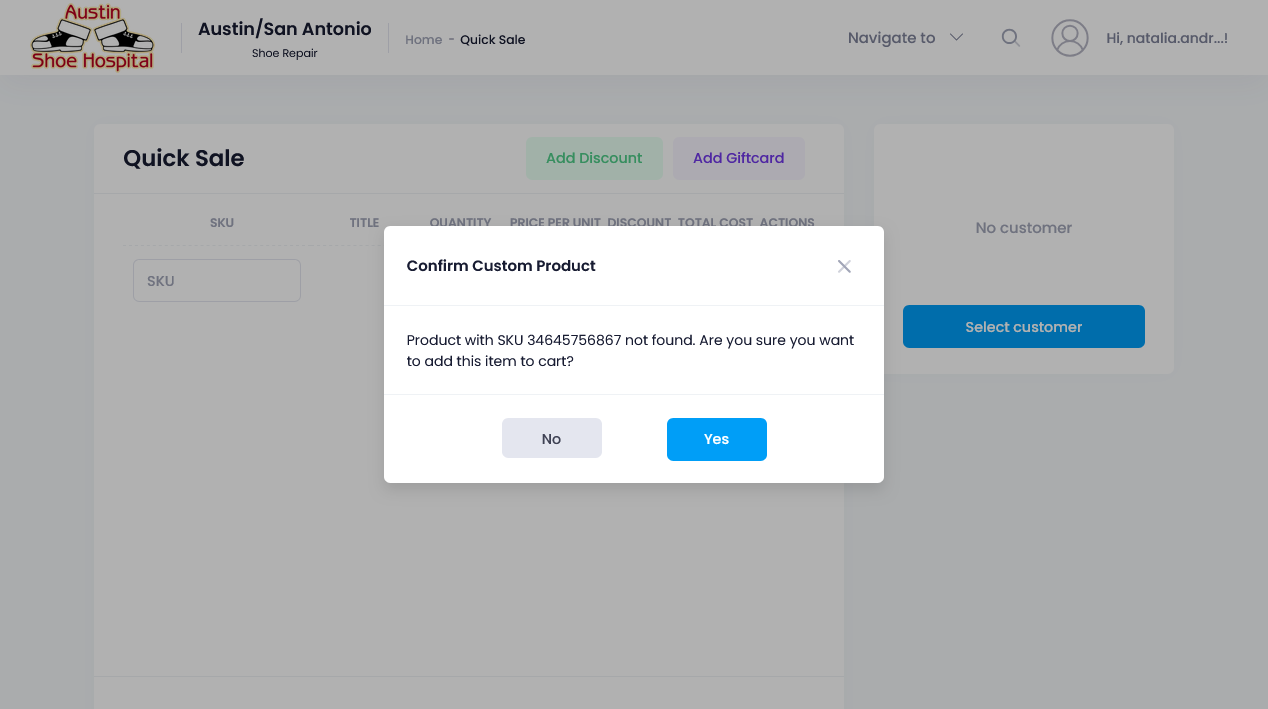 Austin
Shoe Hospital
Austin/San Antonio
Shoe Repair
Home - Quick Sale
Navigate to
Hi, natalia.andr...!
Quick Sale
Add Discount
Add Giftcard
SKU TITLE QUANTITY PRICE PER UNIT DISCOUNT TOTAL COST ACTIONS
SKU
No customer
Select customer
Confirm Custom Product
Product with SKU 34645756867 not found. Are you sure you want
to add this item to cart?
No
Yes